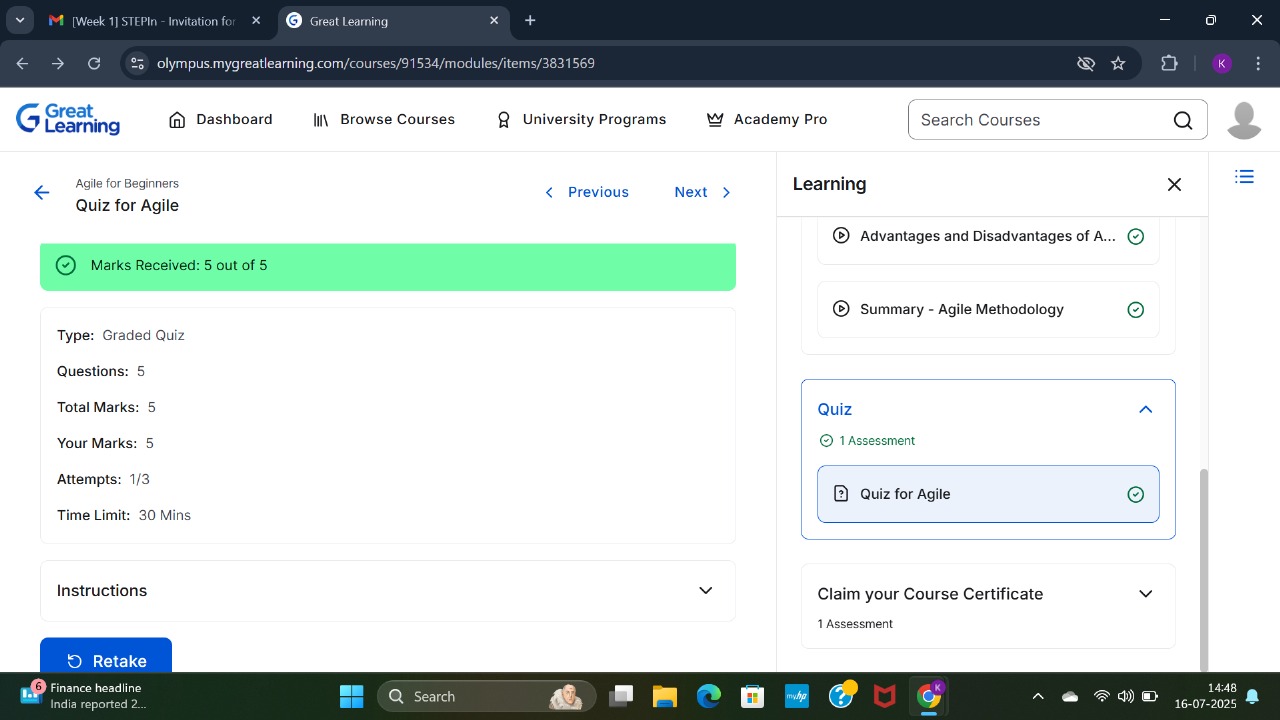 [Week 1] STEPIn - Invitation for
Great Learning
olympus.mygreatlearning.com/courses/91534/modules/items/3831569
K
Great
Learning
Dashboard
Browse Courses
University Programs
Academy Pro
Search Courses
Agile for Beginners
Quiz for Agile
Previous
Next
Marks Received: 5 out of 5
Type: Graded Quiz
Questions: 5
Total Marks: 5
Your Marks: 5
Attempts: 1/3
Time Limit: 30 Mins
Instructions
Retake
Learning
Advantages and Disadvantages of A...
Summary - Agile Methodology
Quiz
1 Assessment
Quiz for Agile
Claim your Course Certificate
1 Assessment
6
Finance headline
India reported 2...
Search
myhp
K
14:48
16-07-2025